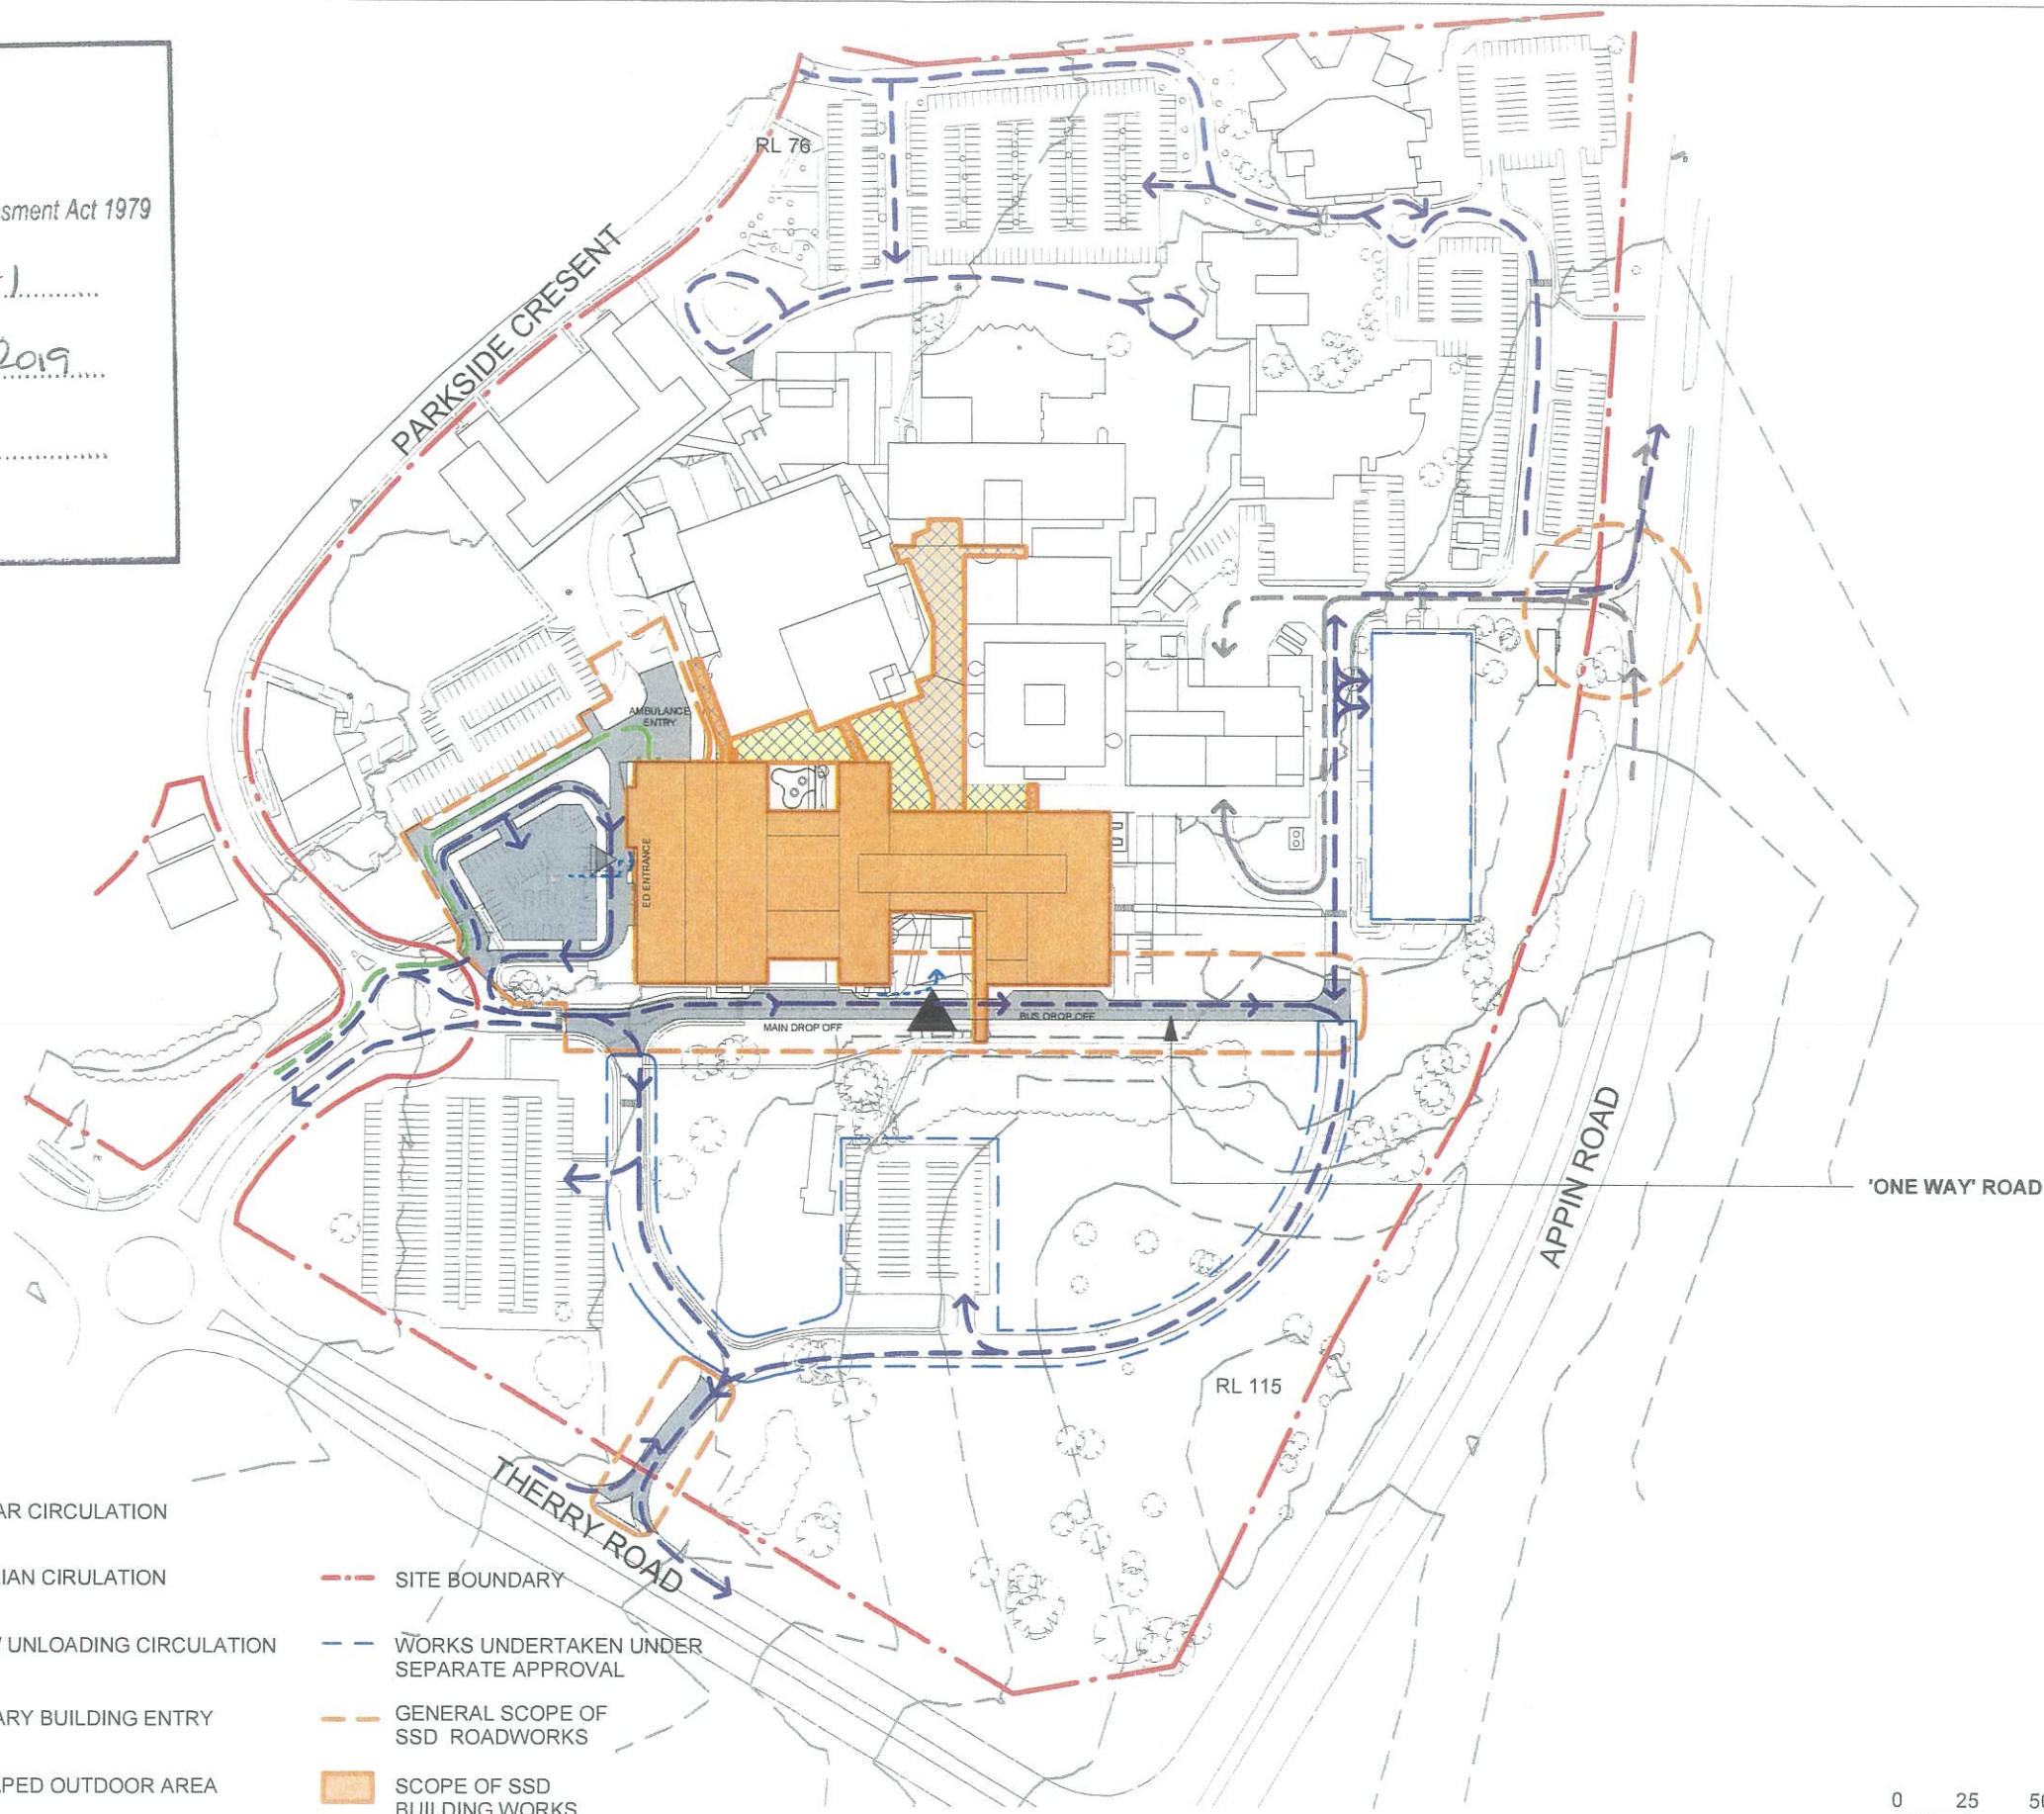 sment Act 1979
2019
RL 76
PARKSIDE CRESENT
AMBULANCE
ENTRY
ED ENTRANCE
MAIN DROP OFF
BUS DROP OFF
'ONE WAY' ROAD
APPIN ROAD
RL 115
THERRY ROAD
AR CIRCULATION
IAN CIRULATION
UNLOADING CIRCULATION
ARY BUILDING ENTRY
APED OUTDOOR AREA
SITE BOUNDARY
WORKS UNDERTAKEN UNDER
SEPARATE APPROVAL
GENERAL SCOPE OF
SSD ROADWORKS
SCOPE OF SSD
BUILDING WORKS
0 25